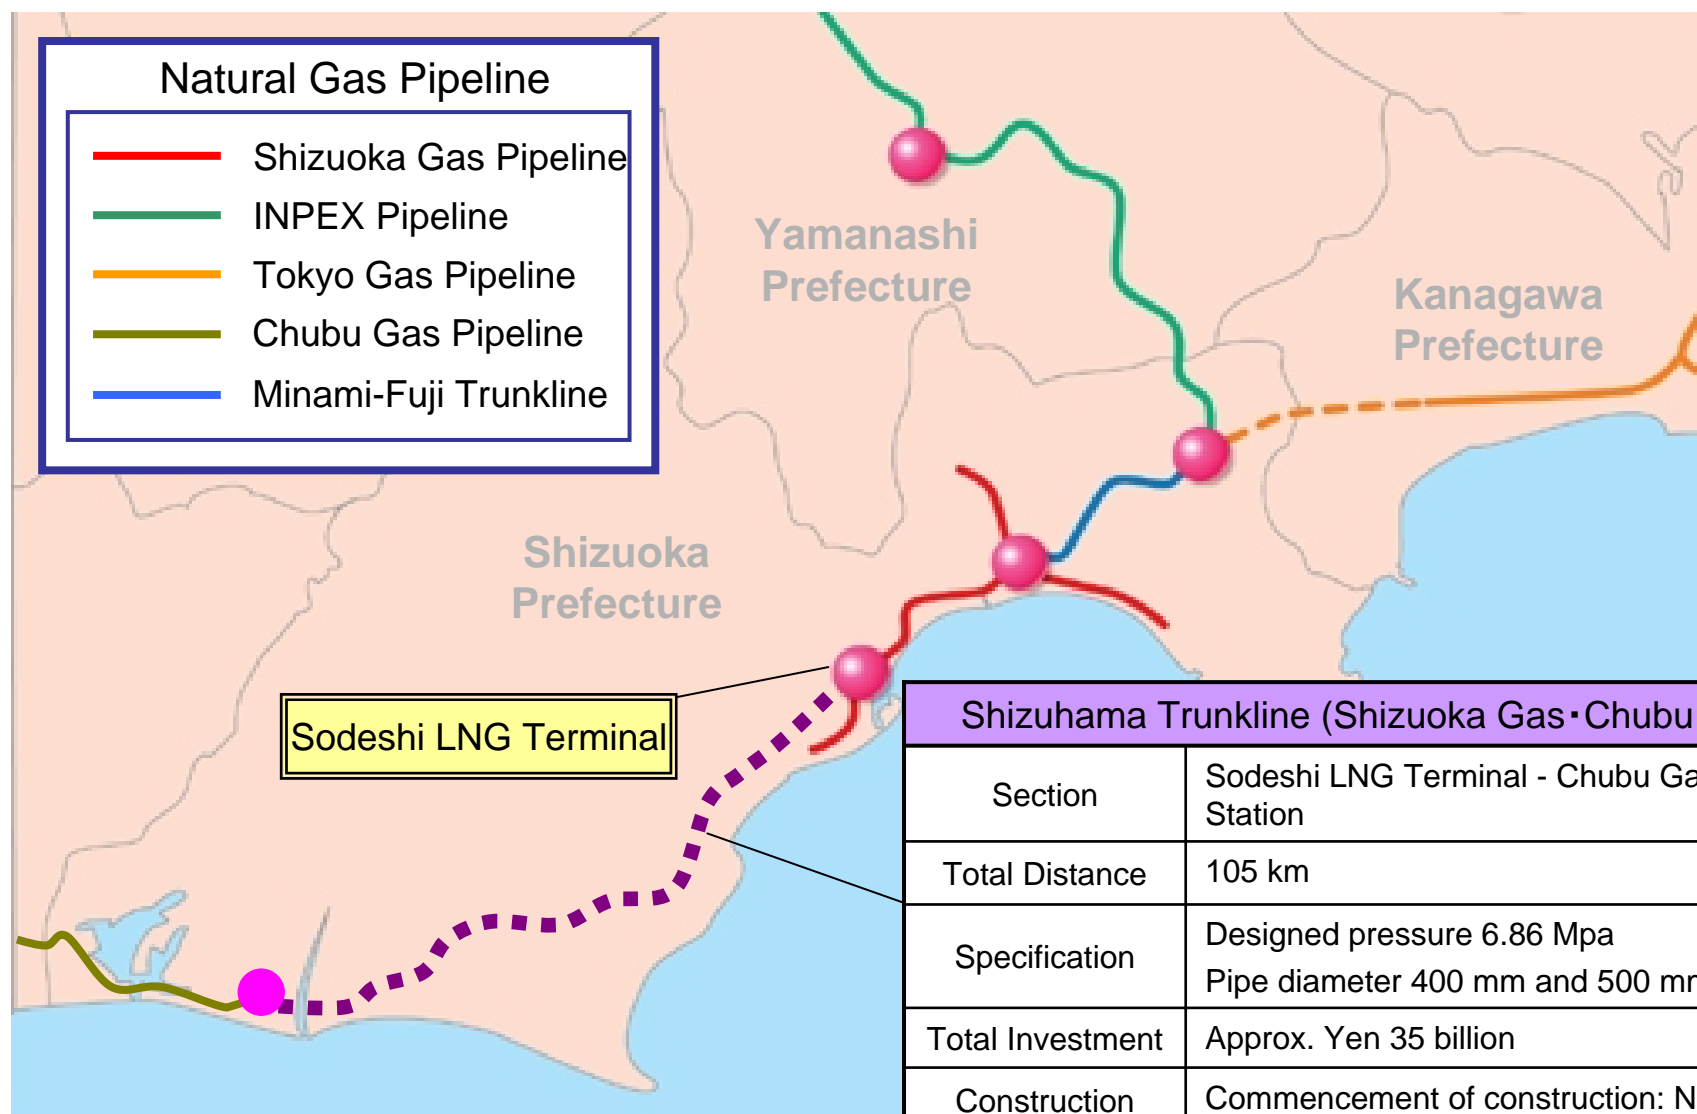 Natural Gas Pipeline
Shizuoka Gas Pipeline
INPEX Pipeline
Tokyo Gas Pipeline
Chubu Gas Pipeline
Minami-Fuji Trunkline
Yamanashi
Prefecture
Kanagawa
Prefecture
Shizuoka
Prefecture
Sodeshi LNG Terminal
Shizuhama Trunkline (Shizuoka Gas･Chubu
Section
Sodeshi LNG Terminal - Chubu
Station
Total Distance
105 km
Specification
Designed pressure 6.86 Mpa
Pipe diameter 400 mm and 500
Total Investment
Approx. Yen 35 billion
Construction
Commencement of construction: